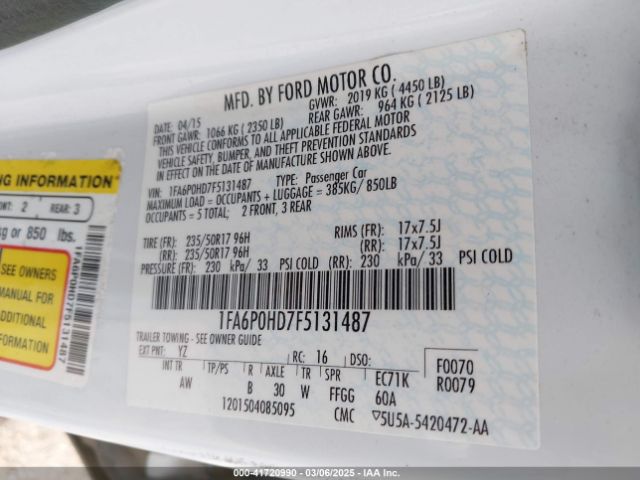 MFD. BY FORD MOTOR CO.
DATE: 04/15 GVWR: 2019 KG ( 4450 LB)
FRONT GAWR: 1066 KG ( 2350 LB) REAR GAWR: 964 KG ( 2125 LB)
THIS VEHICLE CONFORMS TO ALL APPLICABLE FEDERAL MOTOR
VEHICLE SAFETY, BUMPER, AND THEFT PREVENTION STANDARDS
IN EFFECT ON THE DATE OF MANUFACTURE SHOWN ABOVE.
VIN: 1FA6P0HD7F5131487 TYPE: Passenger Car
MAXIMUM LOAD = OCCUPANTS + LUGGAGE = 385KG/ 850LB
OCCUPANTS = 5 TOTAL; 2 FRONT, 3 REAR
TIRE (FR): 235/50R17 96H RIMS (FR): 17x7.5J
(RR): 235/50R17 96H (RR): 17x7.5J
PRESSURE (FR): 230 kPa/ 33 PSI COLD (RR): 230 kPa/ 33 PSI COLD
1FA6P0HD7F5131487
TRAILER TOWING - SEE OWNER GUIDE
EXT PNT: YZ RC: 16 DSO: F0070
INT TR TP/PS R AXLE TR SPR EC71K R0079
AW B 30 W FFGG 60A
1201504085095 CMC ▽5U5A-5420472-AA
NG INFORMATION
ONT: 2 REAR: 3
kg or 850 lbs.
SEE OWNERS
MANUAL FOR
ADDITIONAL
INFORMATION
1FA6P0HD7F5131487
000-41720990 - 03/06/2025 - IAAI.CA